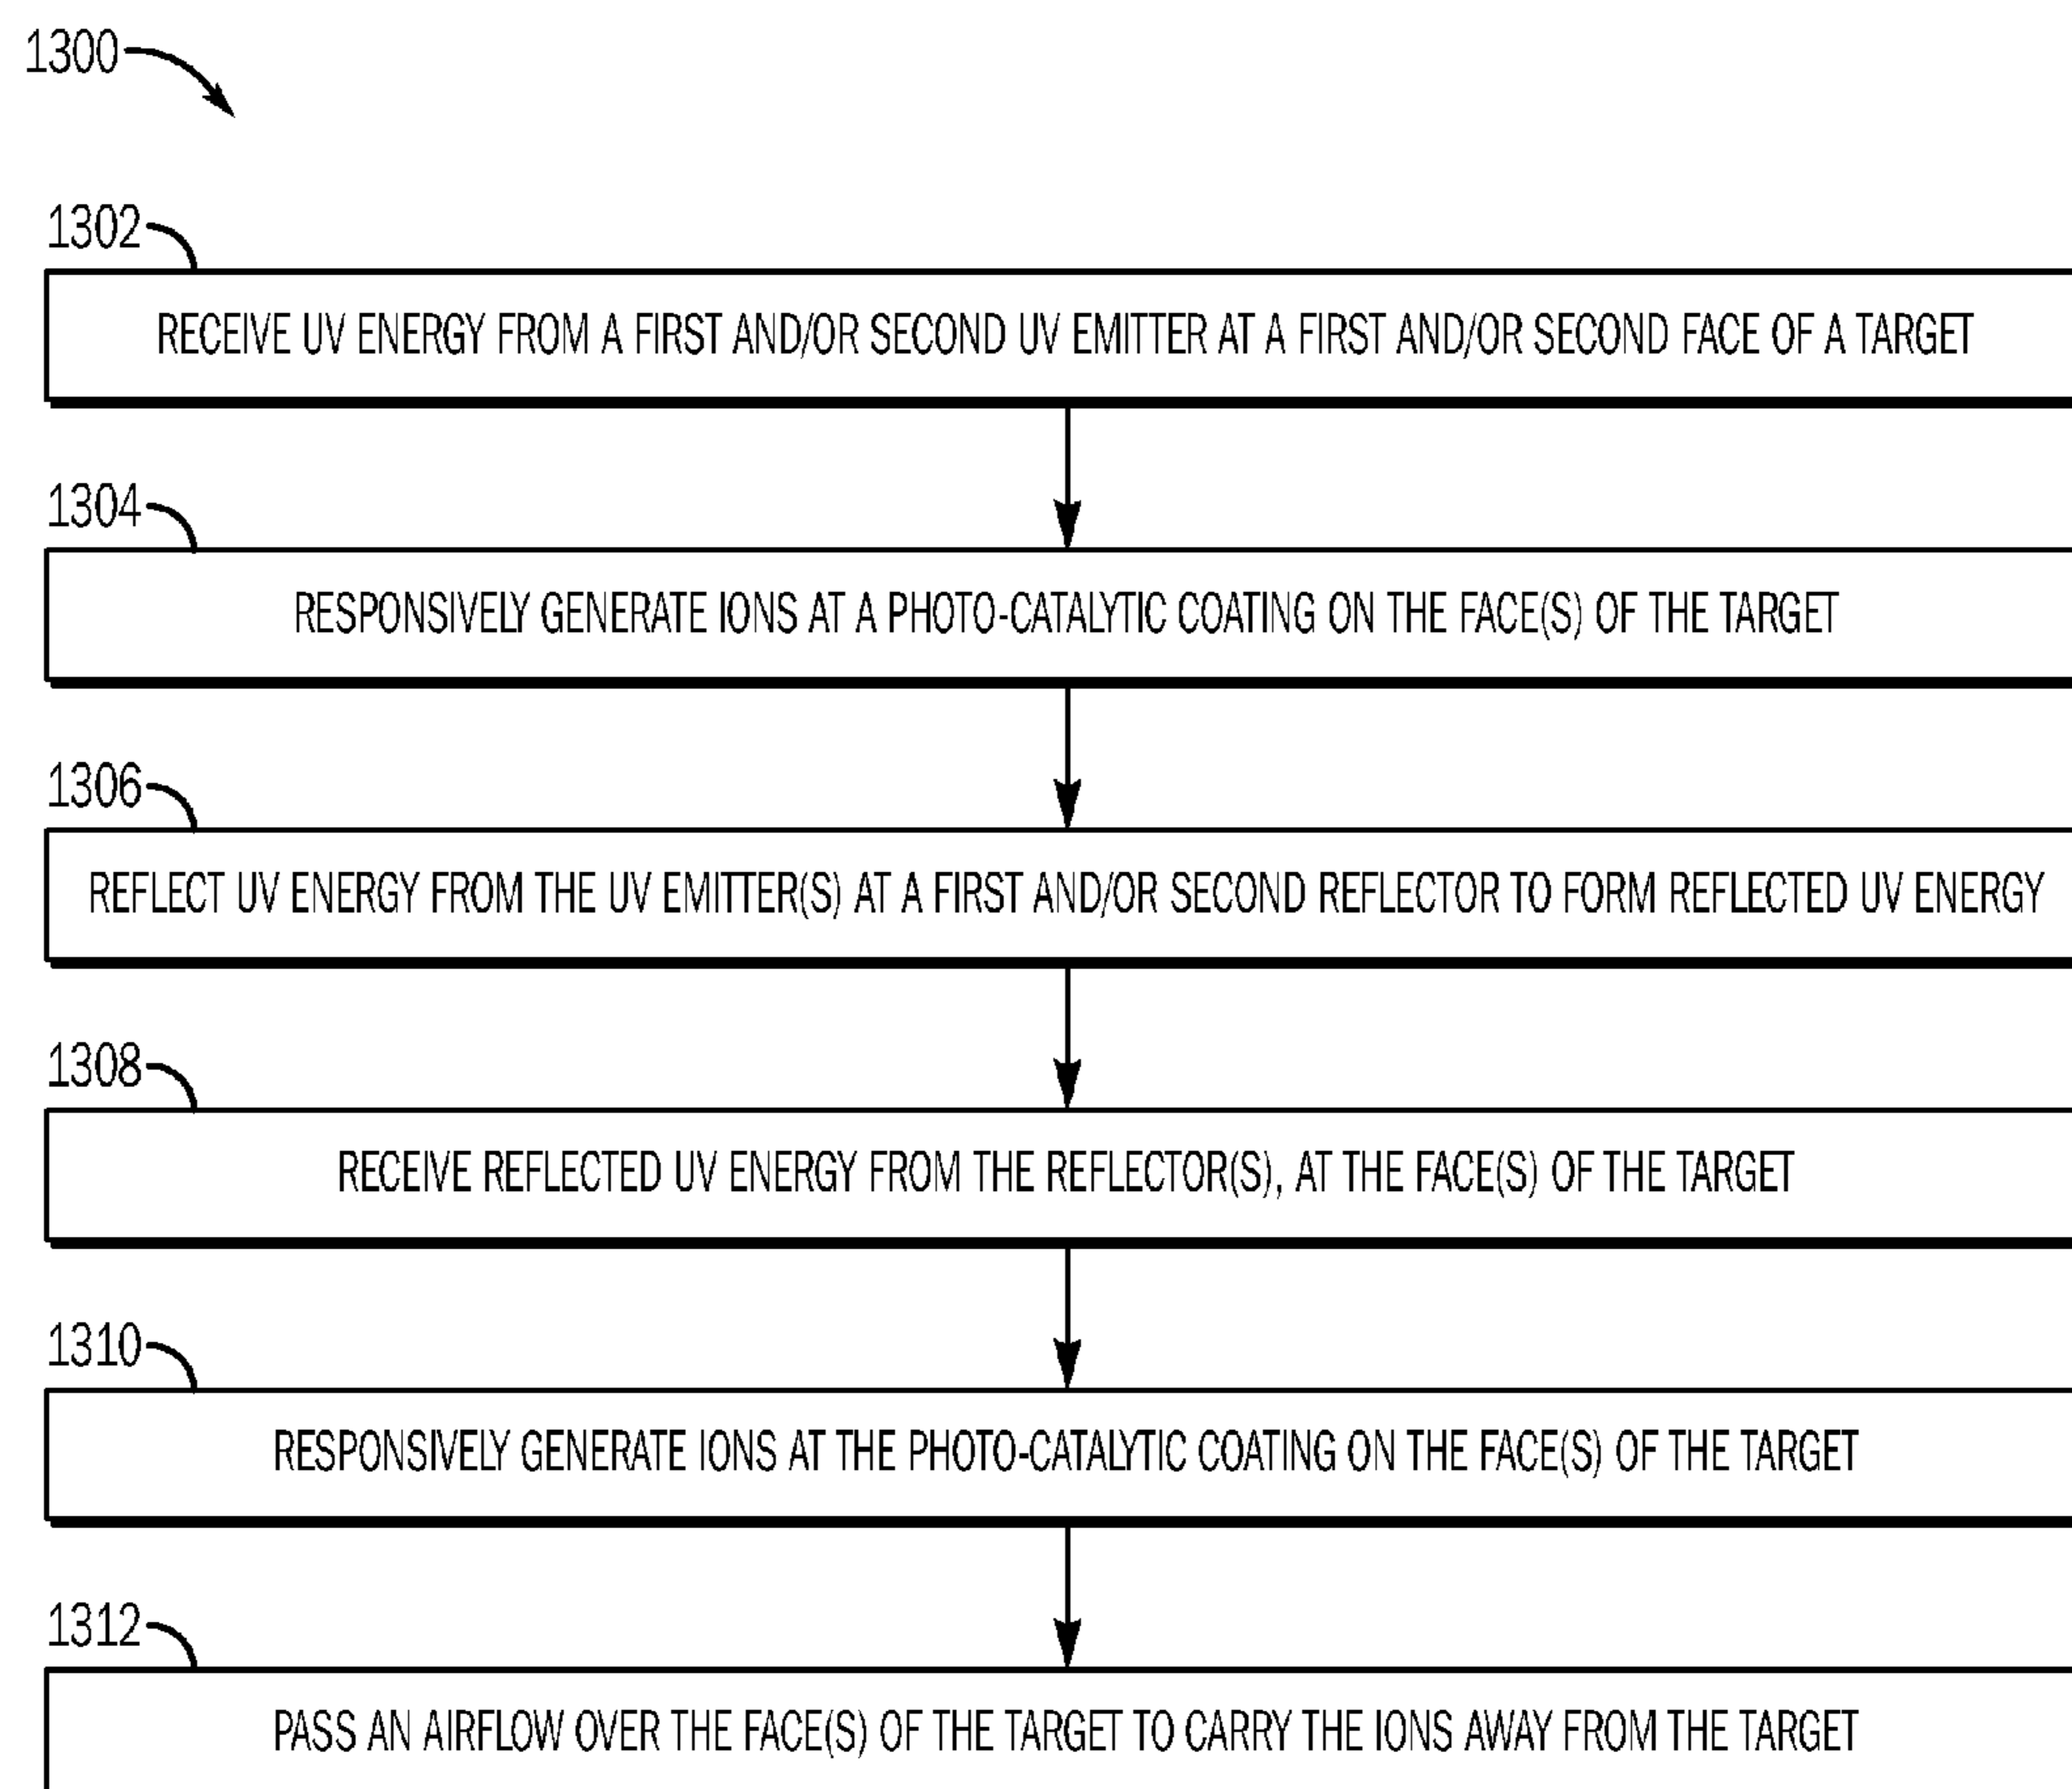 1300
1302
RECEIVE UV ENERGY FROM A FIRST AND/OR SECOND UV EMITTER AT A FIRST AND/OR SECOND FACE OF A TARGET
1304
RESPONSIVELY GENERATE IONS AT A PHOTO-CATALYTIC COATING ON THE FACE(S) OF THE TARGET
1306
REFLECT UV ENERGY FROM THE UV EMITTER(S) AT A FIRST AND/OR SECOND REFLECTOR TO FORM REFLECTED UV ENERGY
1308
RECEIVE REFLECTED UV ENERGY FROM THE REFLECTOR(S), AT THE FACE(S) OF THE TARGET
1310
RESPONSIVELY GENERATE IONS AT THE PHOTO-CATALYTIC COATING ON THE FACE(S) OF THE TARGET
1312
PASS AN AIRFLOW OVER THE FACE(S) OF THE TARGET TO CARRY THE IONS AWAY FROM THE TARGET